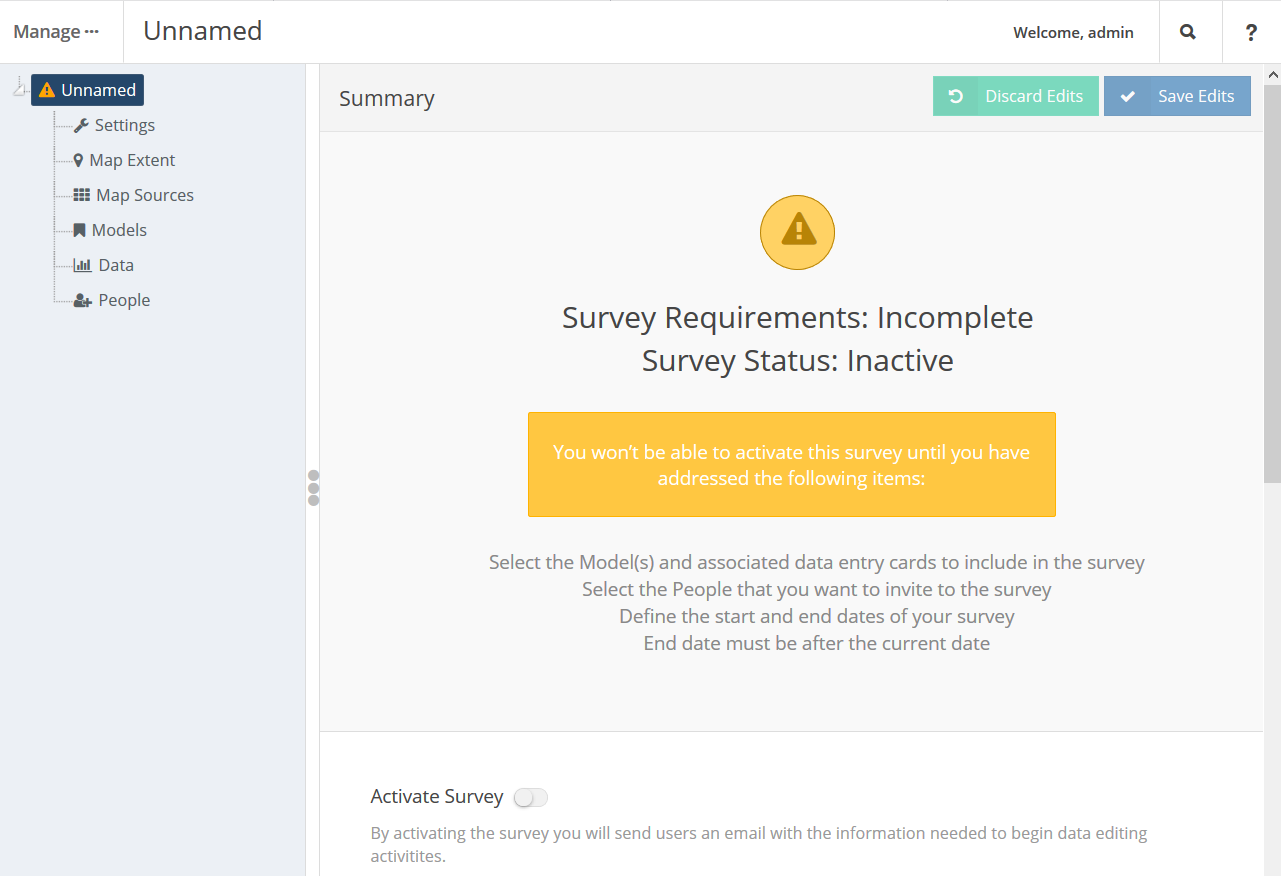 Manage ···
Unnamed
Welcome, admin
?
Unnamed
Settings
Map Extent
Map Sources
Models
Data
People
Summary
Discard Edits
Save Edits
Survey Requirements: Incomplete
Survey Status: Inactive
You won't be able to activate this survey until you have
addressed the following items:
Select the Model(s) and associated data entry cards to include in the survey
Select the People that you want to invite to the survey
Define the start and end dates of your survey
End date must be after the current date
Activate Survey
By activating the survey you will send users an email with the information needed to begin data editing
activitites.